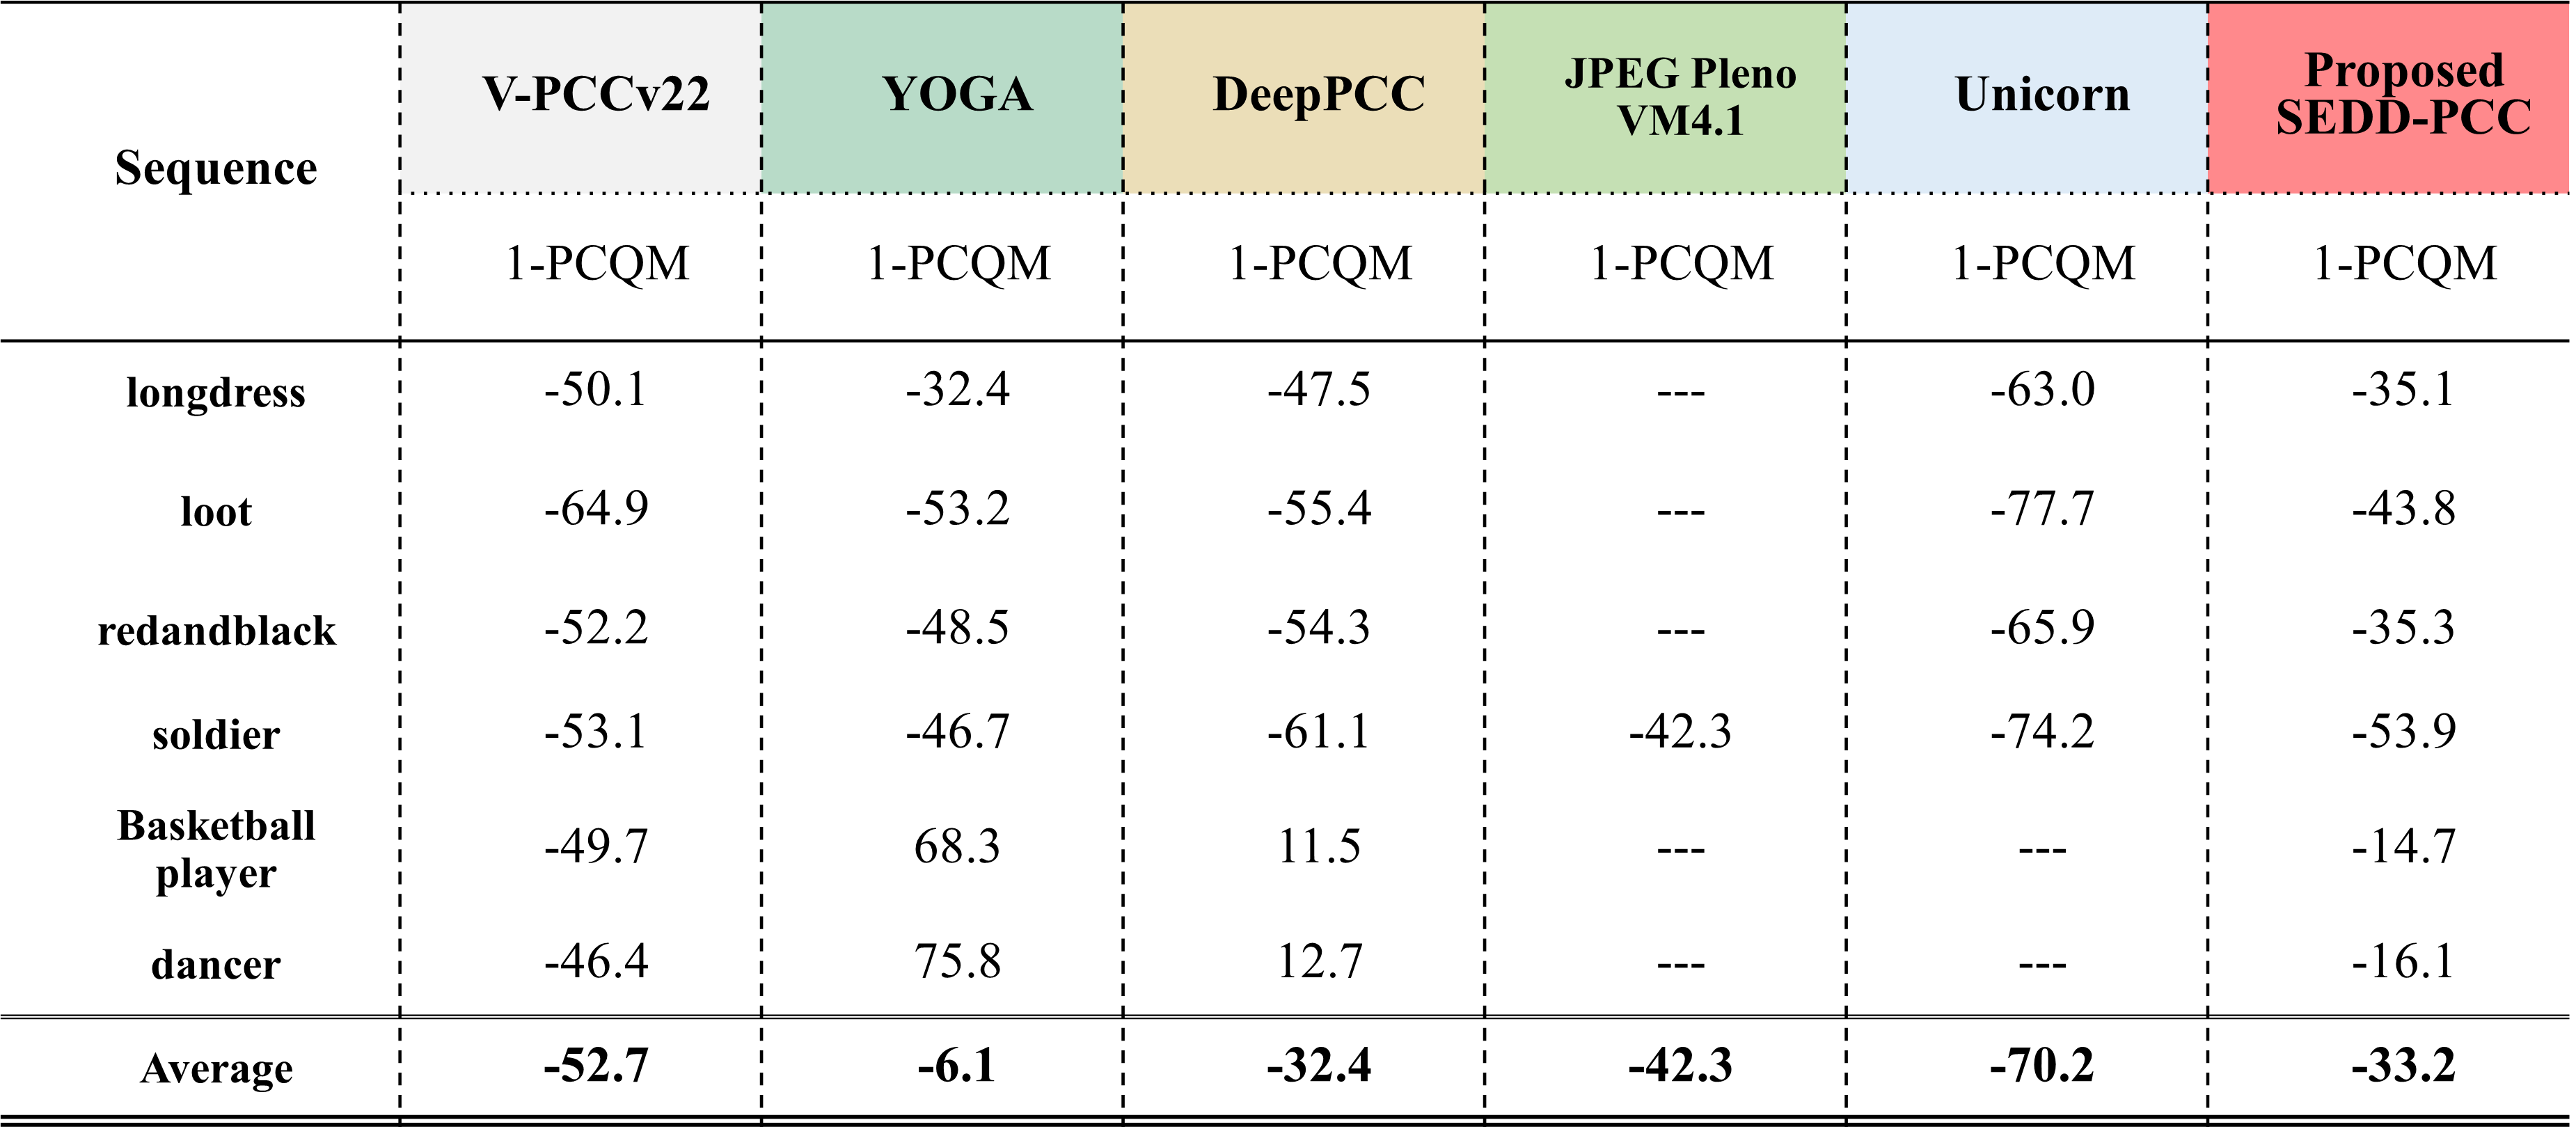 Sequence V-PCCv22 YOGA DeepPCC JPEG Pleno VM4.1 Unicorn Proposed SEDD-PCC
1-PCQM 1-PCQM 1-PCQM 1-PCQM 1-PCQM 1-PCQM
longdress -50.1 -32.4 -47.5 --- -63.0 -35.1
loot -64.9 -53.2 -55.4 --- -77.7 -43.8
redandblack -52.2 -48.5 -54.3 --- -65.9 -35.3
soldier -53.1 -46.7 -61.1 -42.3 -74.2 -53.9
Basketball player -49.7 68.3 11.5 --- --- -14.7
dancer -46.4 75.8 12.7 --- --- -16.1
Average -52.7 -6.1 -32.4 -42.3 -70.2 -33.2